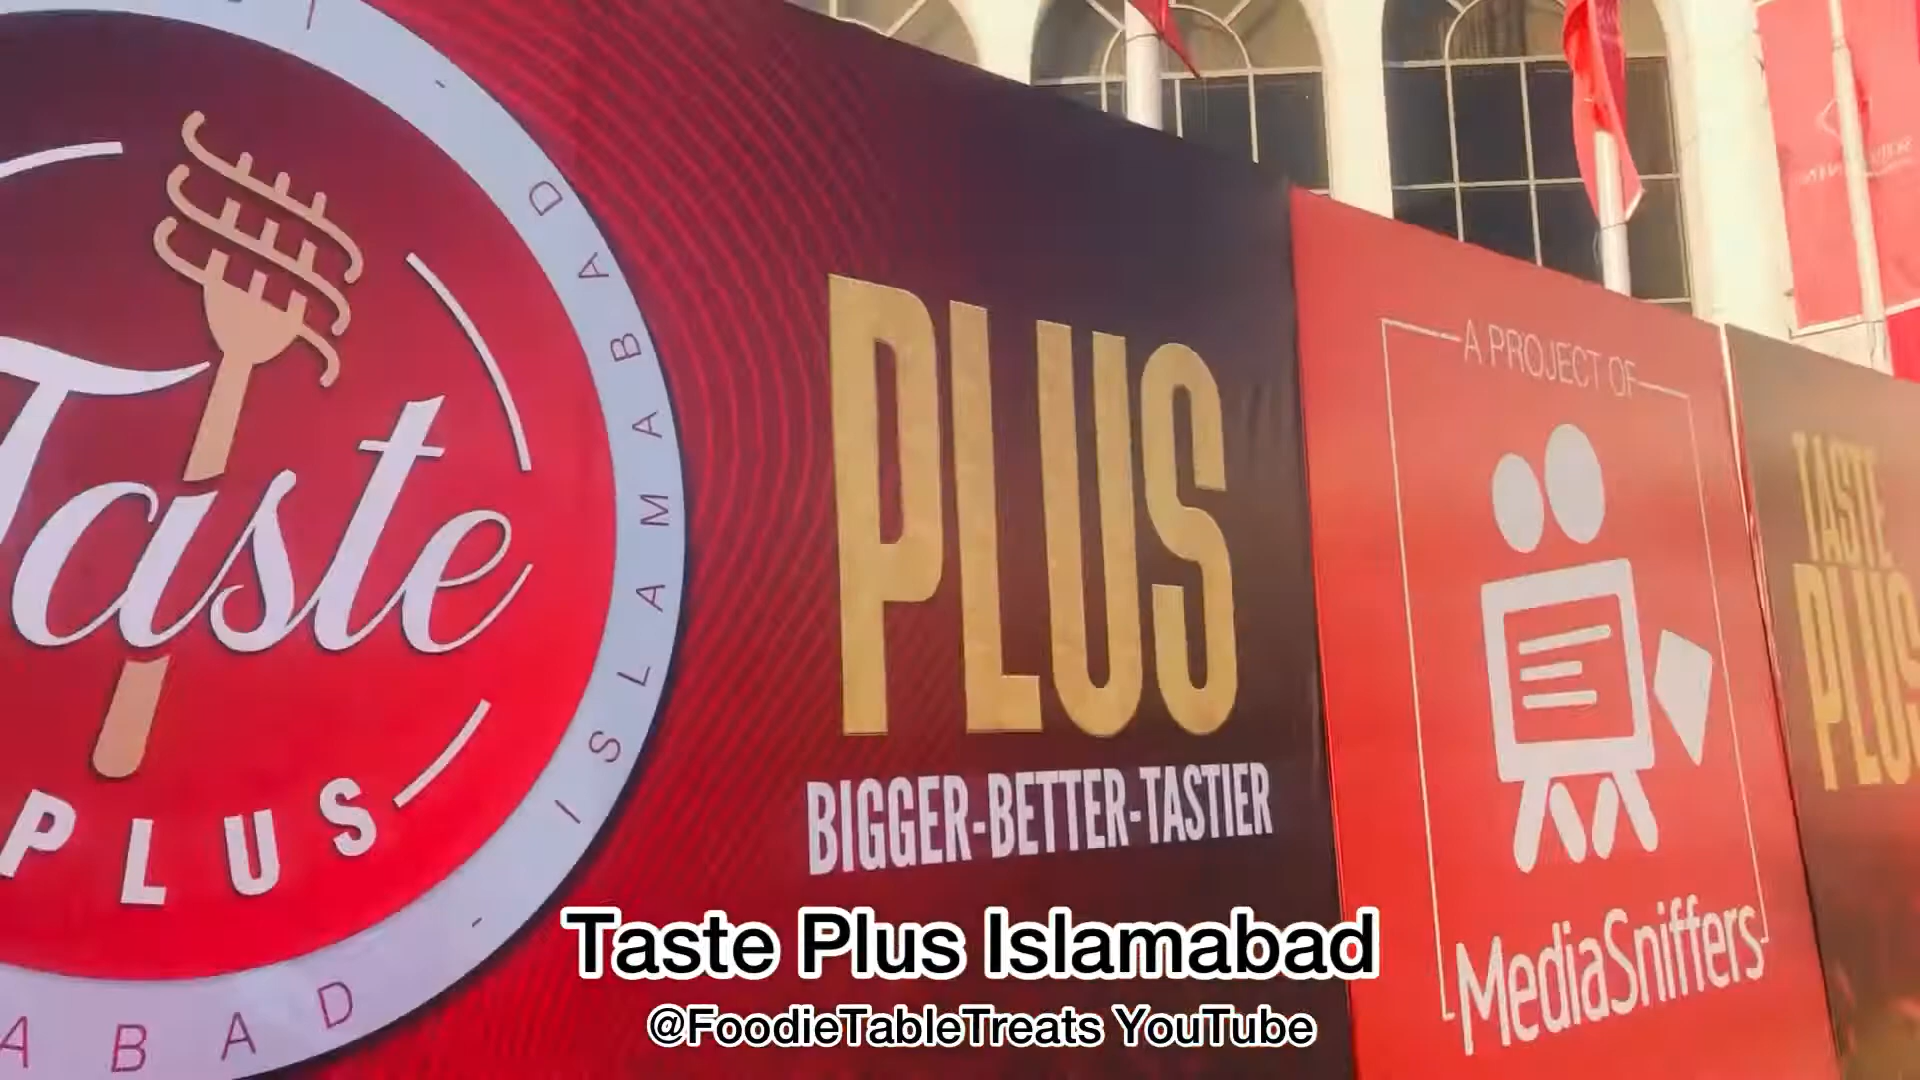 Taste
PLUS
ISLAMABAD
ABAD
PLUS
BIGGER-BETTER-TASTIER
A PROJECT OF
MediaSniffers
TASTE
PLUS
Taste Plus Islamabad
@FoodieTableTreats YouTube